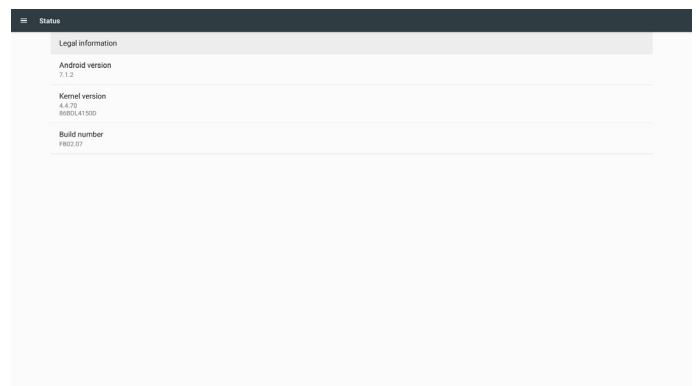 Status
Legal information
Android version
7.1.2
Kernel version
4.4.70
86BDL4150D
Build number
FB02.07